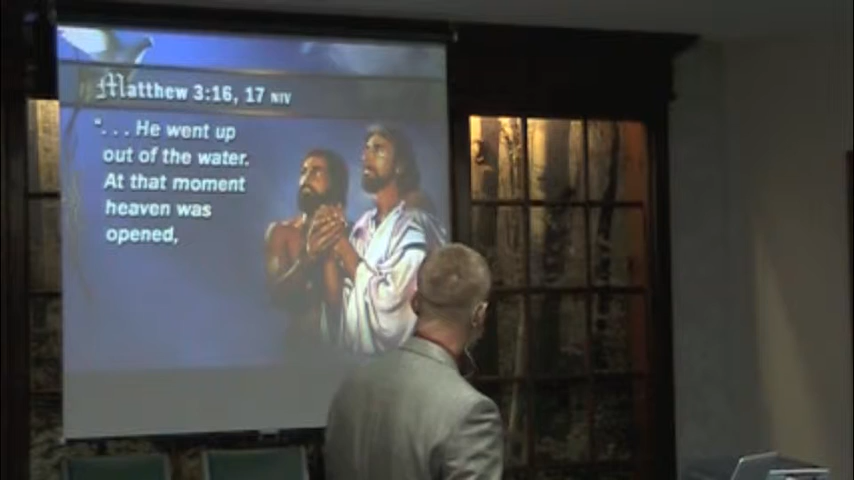 Matthew 3:16, 17 NIV
". . . He went up
out of the water.
At that moment
heaven was
opened,